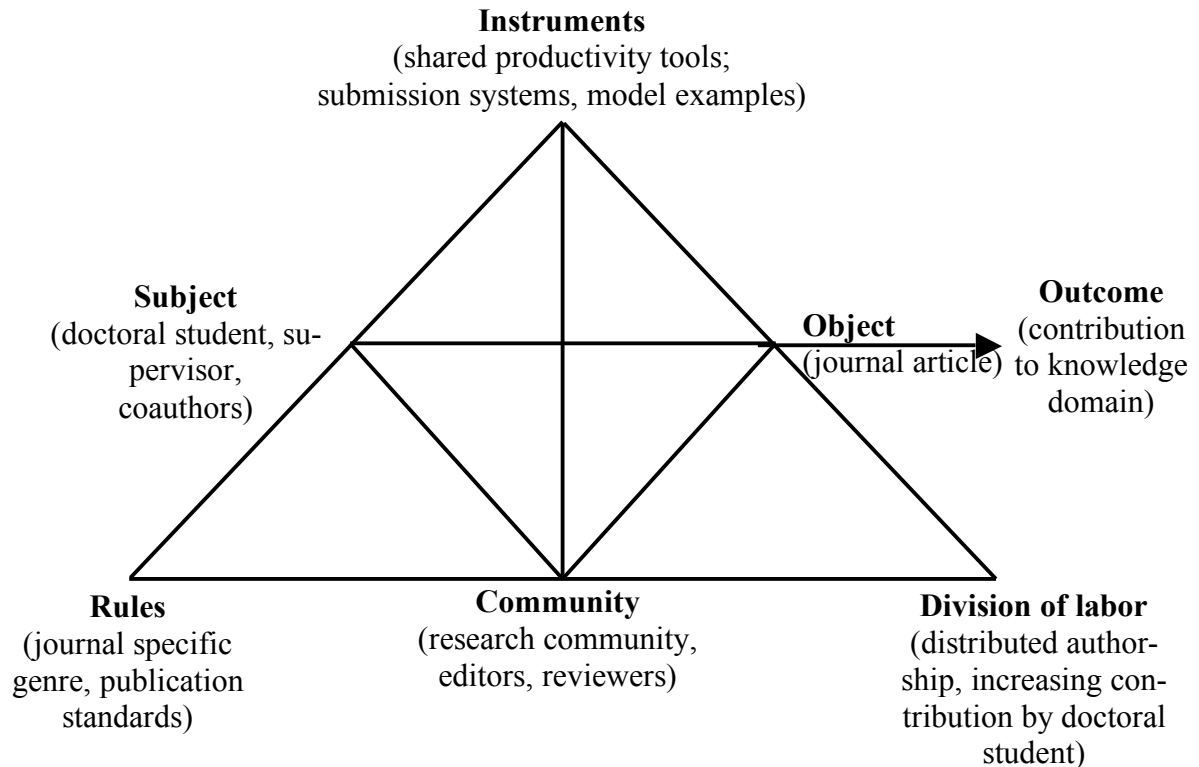 Instruments
(shared productivity tools;
submission systems, model examples)
Subject
(doctoral student, su-
pervisor,
coauthors)
Object
(journal article)
Outcome
(contribution
to knowledge
domain)
Rules
(journal specific
genre, publication
standards)
Community
(research community,
editors, reviewers)
Division of labor
(distributed author-
ship, increasing con-
tribution by doctoral
student)